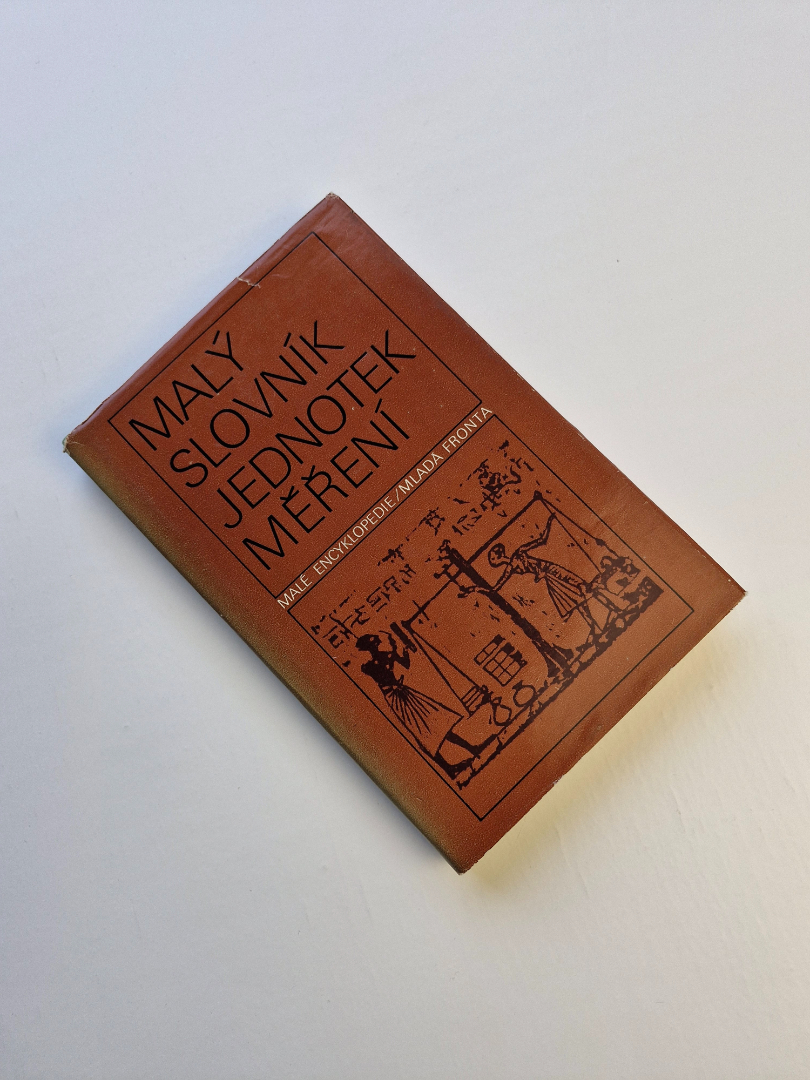 MALÝ
SLOVNÍK
JEDNOTEK
MĚŘENÍ
MALÉ ENCYKLOPEDIE/MLADÁ FRONTA